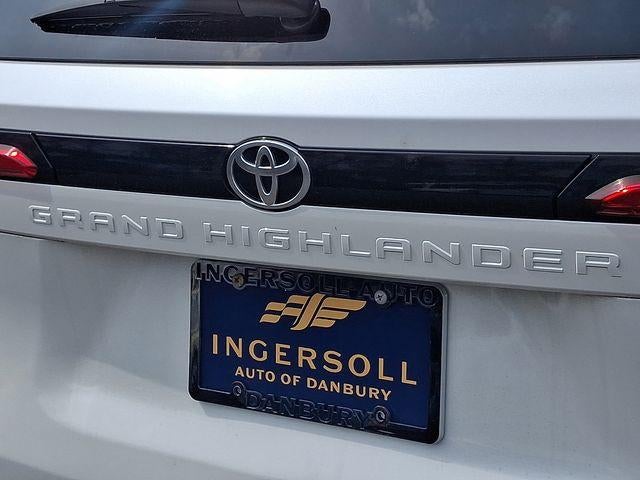 GRAND HIGHLANDER
INGERSOLL AUTO
INGERSOLL
AUTO OF DANBURY
DANBURY